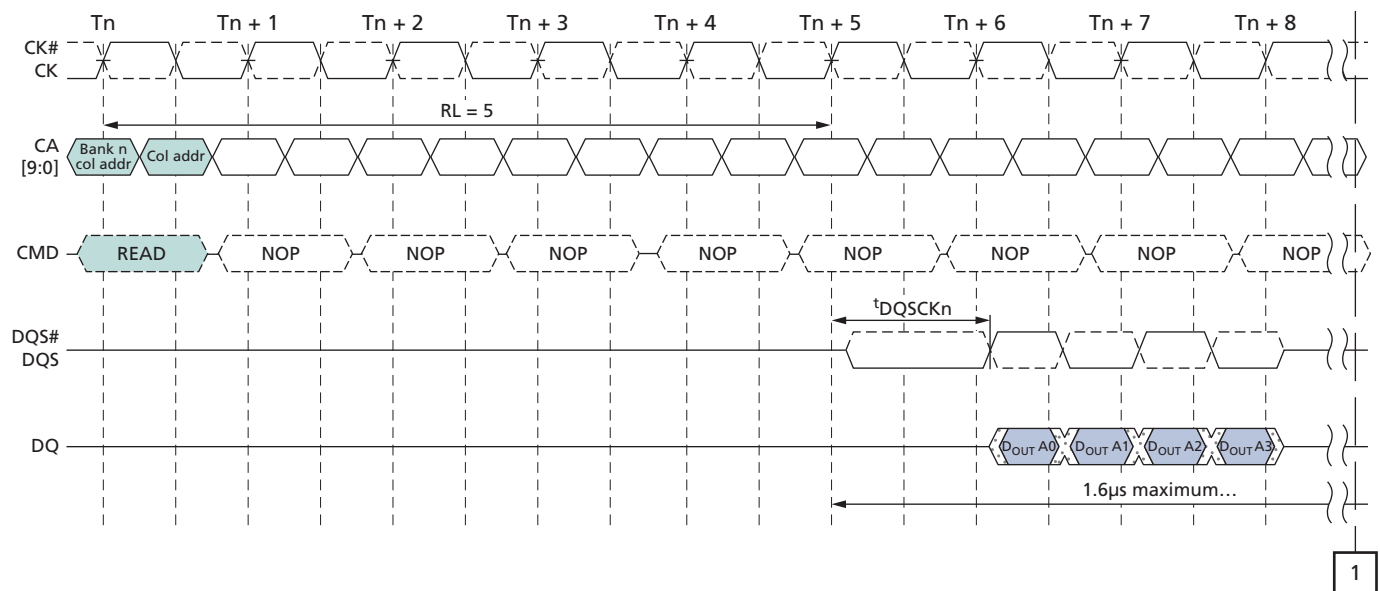 Tn Tn + 1 Tn + 2 Tn + 3 Tn + 4 Tn + 5 Tn + 6 Tn + 7 Tn + 8
CK#
CK
RL = 5
CA
[9:0]
Bank n
col addr
Col addr
CMD READ NOP NOP NOP NOP NOP NOP NOP NOP
tDQSCKn
DQS#
DQS
DQ DOUT A0 DOUT A1 DOUT A2 DOUT A3
1.6µs maximum…
1